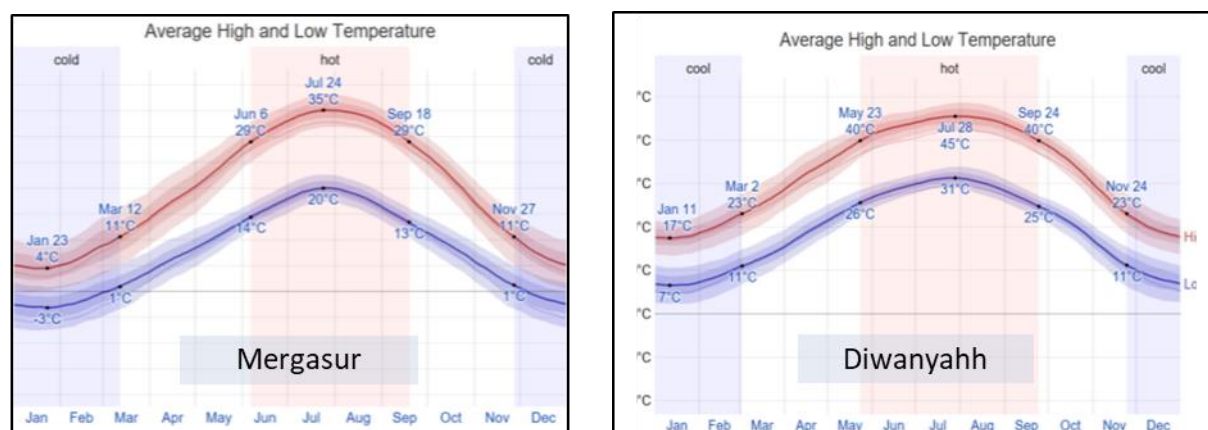 Average High and Low Temperature
cold hot cold
Jul 24
35°C
Jun 6
29°C
Sep 18
29°C
20°C
Mar 12
11°C
14°C
13°C
Nov 27
11°C
Jan 23
4°C
1°C
1°C
-3°C
Mergasur
Jan Feb Mar Apr May Jun Jul Aug Sep Oct Nov Dec
Average High and Low Temperature
cool hot cool
°C
May 23
40°C
Jul 28
45°C
Sep 24
40°C
°C
°C
Mar 2
23°C
31°C
Nov 24
23°C
Jan 11
17°C
26°C
25°C
°C
Hi
°C
11°C
11°C
7°C
Lo
°C
°C
°C
Diwanyahh
Jan Feb Mar Apr May Jun Jul Aug Sep Oct Nov Dec